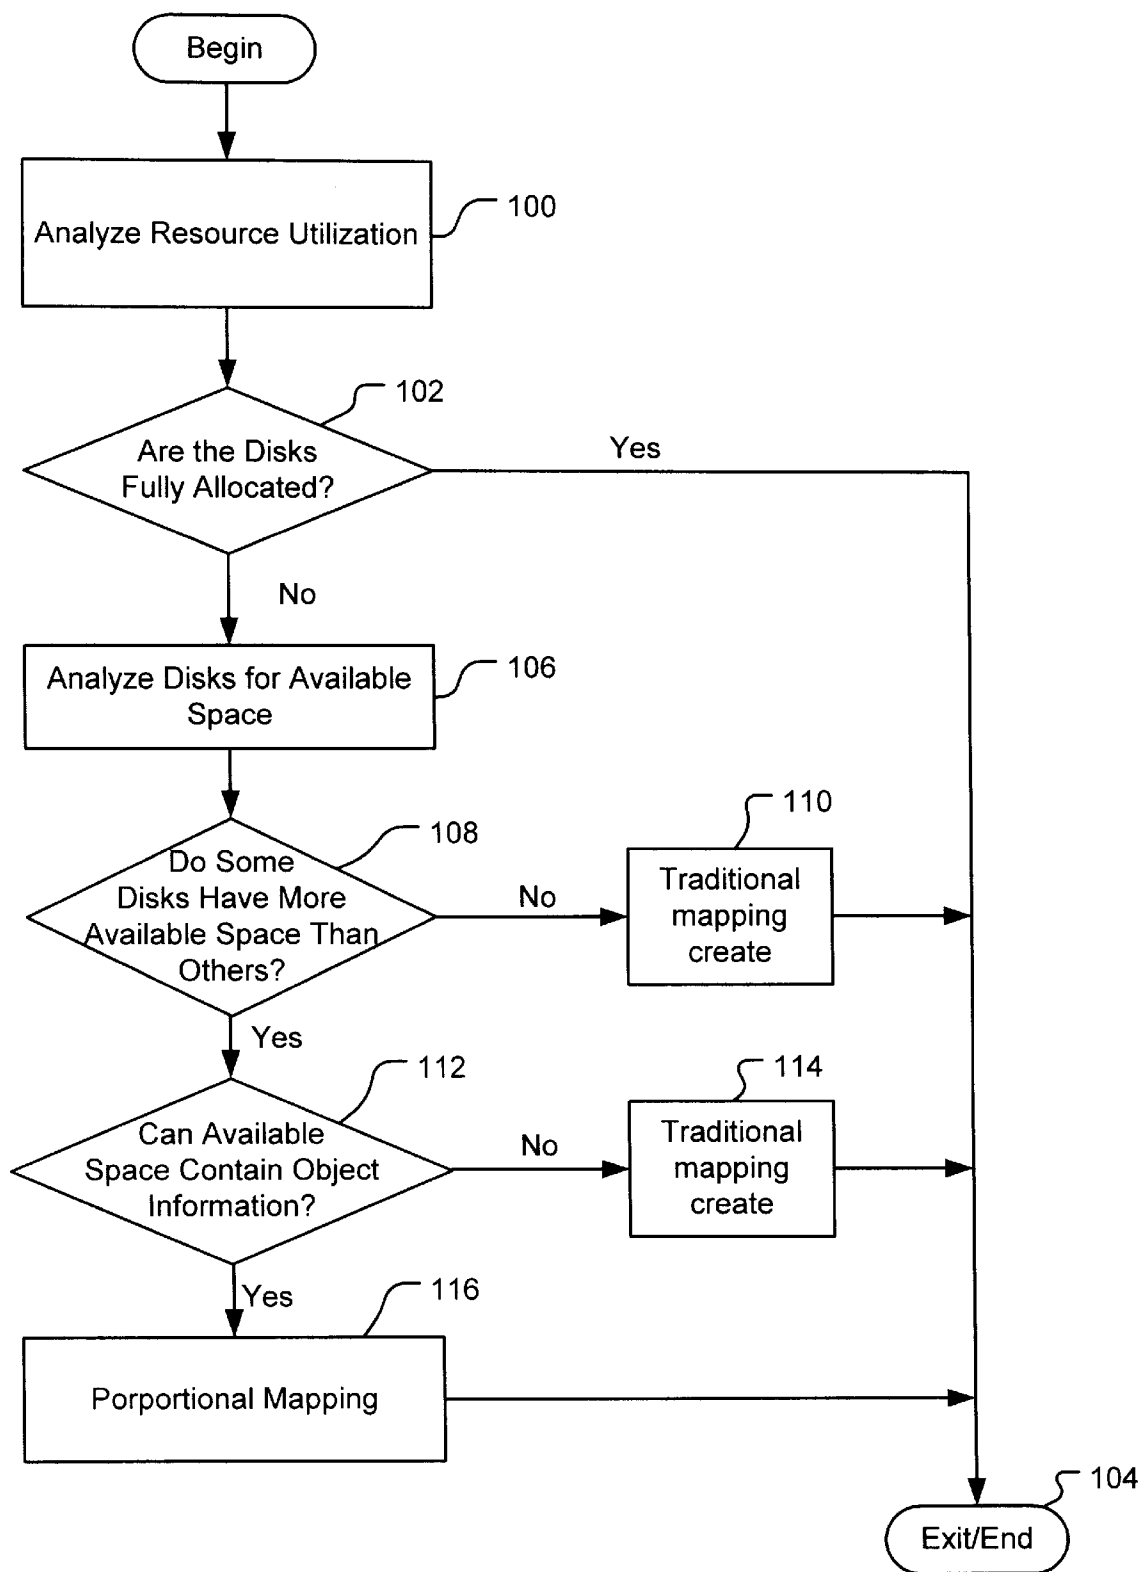 Begin
Analyze Resource Utilization
100
102
Are the Disks
Fully Allocated?
Yes
No
Analyze Disks for Available
Space
106
108
Do Some
Disks Have More
Available Space Than
Others?
No
110
Traditional
mapping
create
Yes
112
Can Available
Space Contain Object
Information?
No
114
Traditional
mapping
create
Yes
116
Porportional Mapping
104
Exit/End